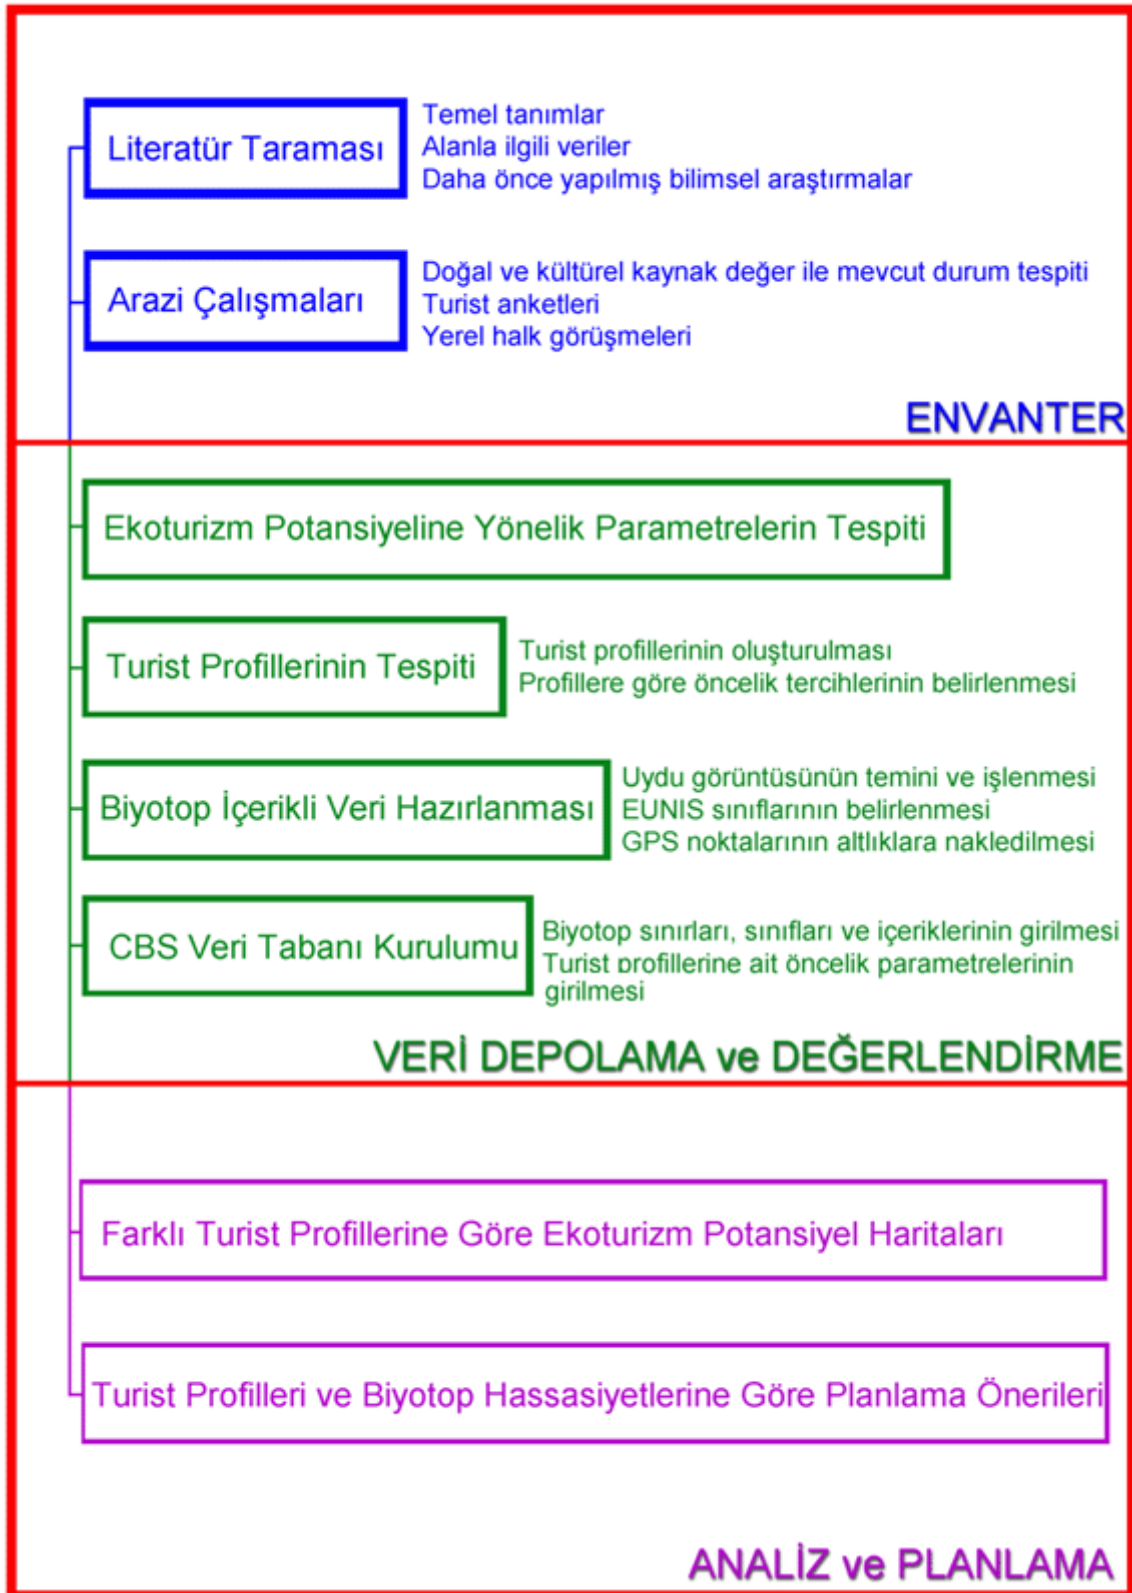 Literatür Taraması
Temel tanımlar
Alanla ilgili veriler
Daha önce yapılmış bilimsel araştırmalar
Arazi Çalışmaları
Doğal ve kültürel kaynak değer ile mevcut durum tespiti
Turist anketleri
Yerel halk görüşmeleri
ENVANTER
Ekoturizm Potansiyeline Yönelik Parametrelerin Tespiti
Turist Profillerinin Tespiti
Turist profillerinin oluşturulması
Profillere göre öncelik tercihlerinin belirlenmesi
Biyotop İçerikli Veri Hazırlanması
Uydu görüntüsünün temini ve işlenmesi
EUNIS sınıflarının belirlenmesi
GPS noktalarının altlıklara nakledilmesi
CBS Veri Tabanı Kurulumu
Biyotop sınırları, sınıfları ve içeriklerinin girilmesi
Turist profillerine ait öncelik parametrelerinin
girilmesi
VERİ DEPOLAMA ve DEĞERLENDİRME
Farklı Turist Profillerine Göre Ekoturizm Potansiyel Haritaları
Turist Profilleri ve Biyotop Hassasiyetlerine Göre Planlama Önerileri
ANALİZ ve PLANLAMA